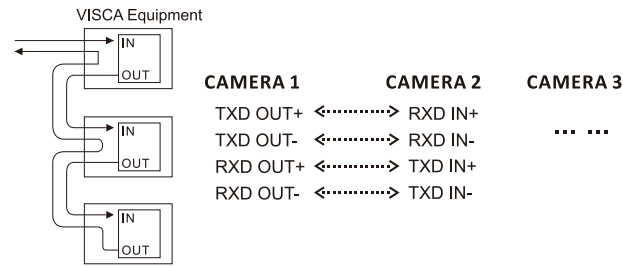 VISCA Equipment
IN
OUT
IN
OUT
IN
OUT
CAMERA 1 CAMERA 2 CAMERA 3
TXD OUT+ <·········> RXD IN+
TXD OUT- <·········> RXD IN-
RXD OUT+ <·········> TXD IN+
RXD OUT- <·········> TXD IN-
... ...